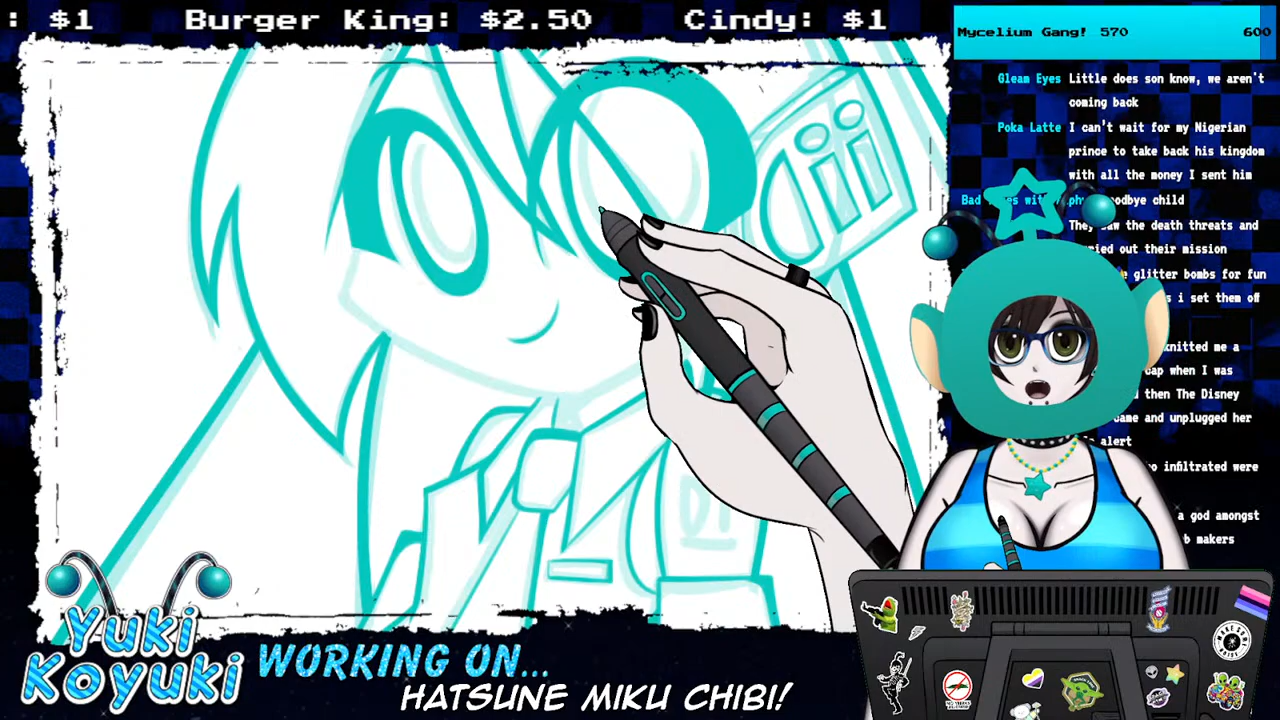 : $1 Burger King: $2.50 Cindy: $1
Mycelium Gang! 570 600
Gleam Eyes Little does son know, we aren't
coming back
Poka Latte I can't wait for my Nigerian
prince to take back his kingdom
with all the money I sent him
Bad goodbye child
They saw the death threats and
out their mission
glitter bombs for fun
i set them off
knitted me a
cap when I was
then The Disney
came and unplugged her
alert
infiltrated were
a god amongst
makers
Yuki
Koyuki
WORKING ON...
HATSUNE MIKU CHIBI!